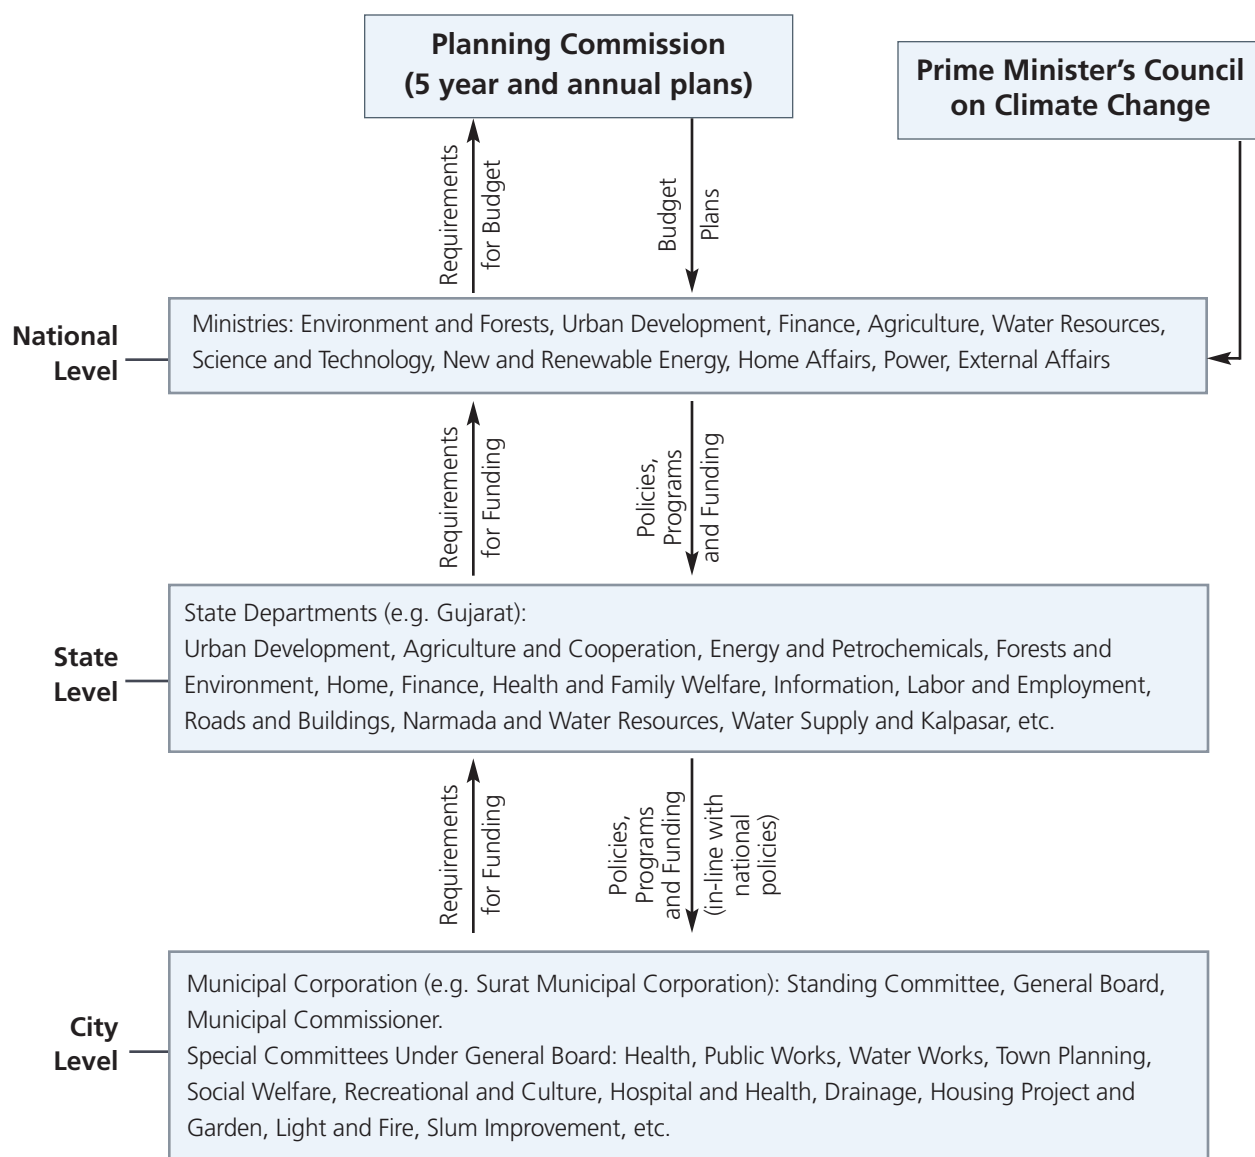 Planning Commission
(5 year and annual plans)
Prime Minister’s Council
on Climate Change
Requirements
for Budget
Budget
Plans
National
Level
Ministries: Environment and Forests, Urban Development, Finance, Agriculture, Water Resources,
Science and Technology, New and Renewable Energy, Home Affairs, Power, External Affairs
Requirements
for Funding
Policies,
Programs
and Funding
State
Level
State Departments (e.g. Gujarat):
Urban Development, Agriculture and Cooperation, Energy and Petrochemicals, Forests and
Environment, Home, Finance, Health and Family Welfare, Information, Labor and Employment,
Roads and Buildings, Narmada and Water Resources, Water Supply and Kalpasar, etc.
Requirements
for Funding
Policies,
Programs
and Funding
(in-line with
national
policies)
City
Level
Municipal Corporation (e.g. Surat Municipal Corporation): Standing Committee, General Board,
Municipal Commissioner.
Special Committees Under General Board: Health, Public Works, Water Works, Town Planning,
Social Welfare, Recreational and Culture, Hospital and Health, Drainage, Housing Project and
Garden, Light and Fire, Slum Improvement, etc.